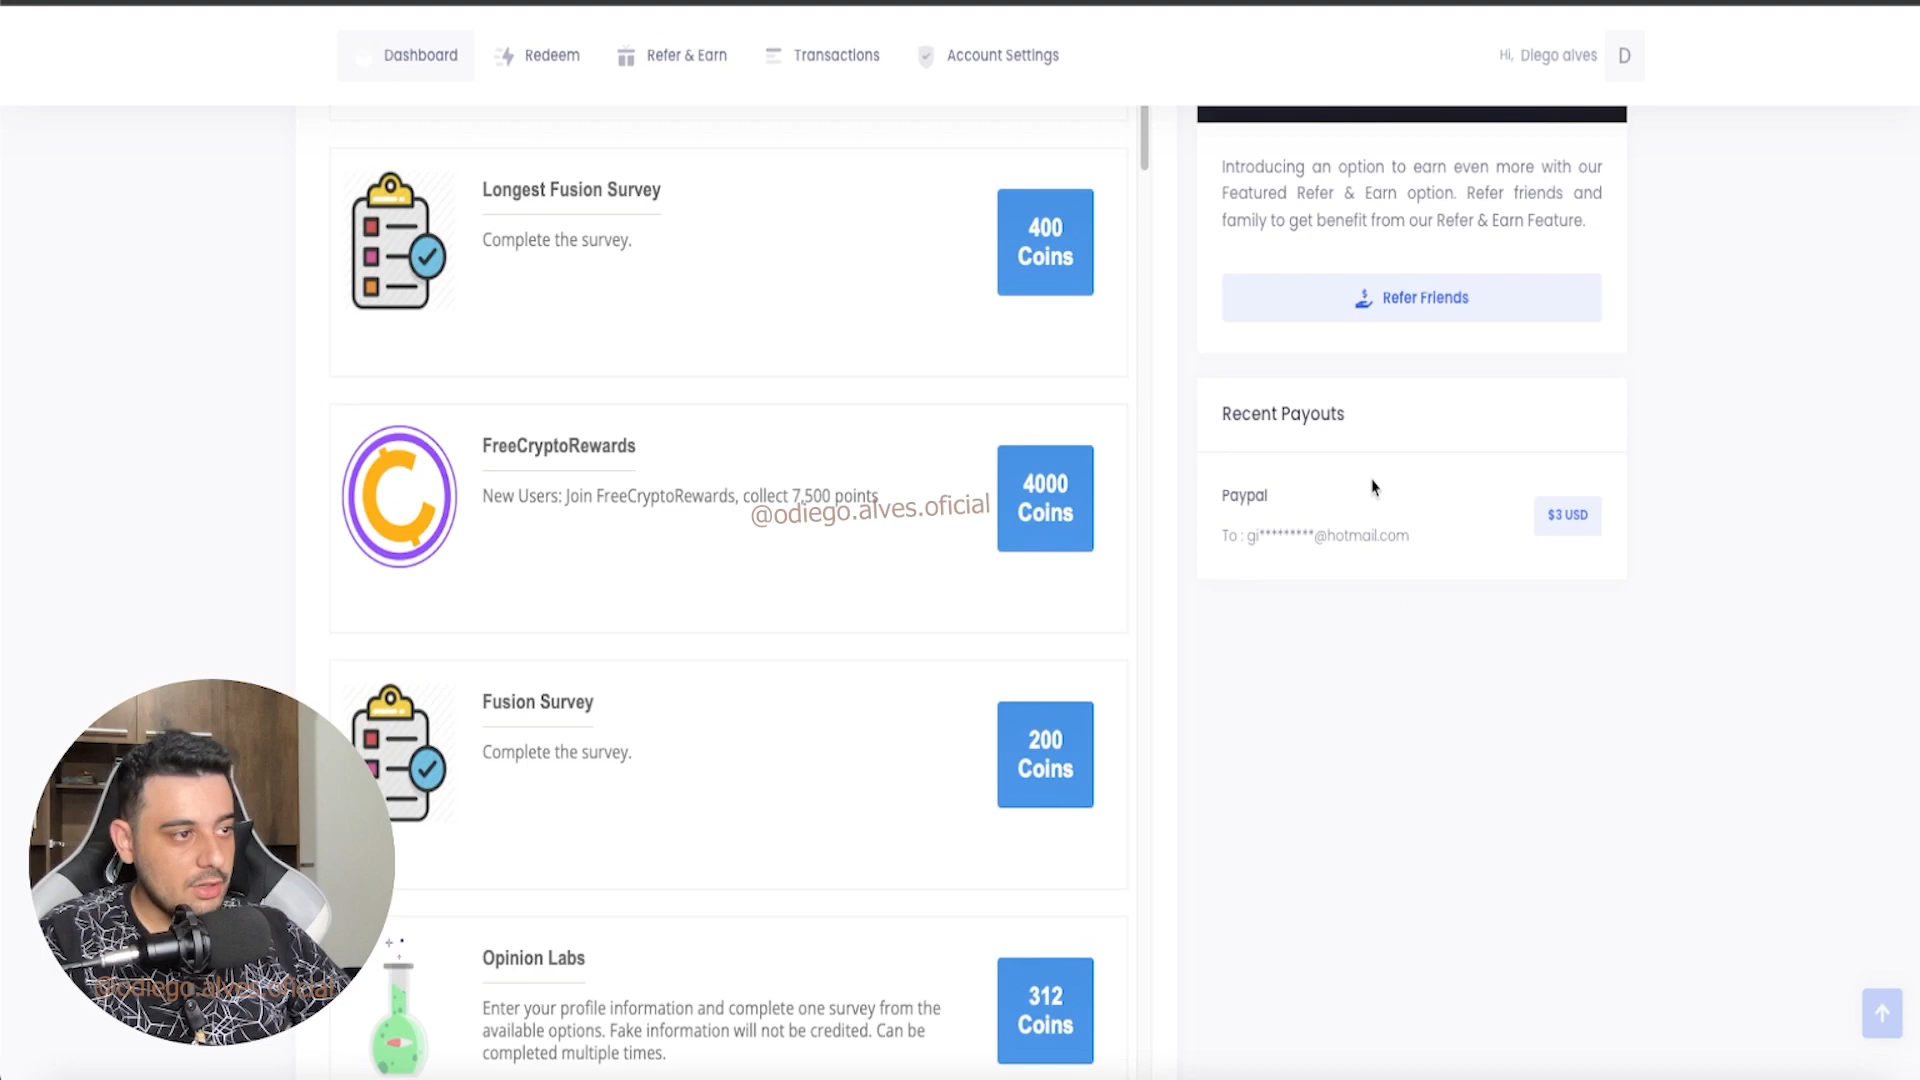 Dashboard
Redeem
Refer & Earn
Transactions
Account Settings
Hi, Diego alves
D
Longest Fusion Survey
Complete the survey.
400
Coins
FreeCryptoRewards
New Users: Join FreeCryptoRewards, collect 7,500 points
4000
Coins
@odiego.alves.oficial
Fusion Survey
Complete the survey.
200
Coins
Opinion Labs
Enter your profile information and complete one survey from the
available options. Fake information will not be credited. Can be
completed multiple times.
312
Coins
Introducing an option to earn even more with our
Featured Refer & Earn option. Refer friends and
family to get benefit from our Refer & Earn Feature.
Refer Friends
Recent Payouts
Paypal
To : gi*********@hotmail.com
$3 USD
@odiego.alves.oficial